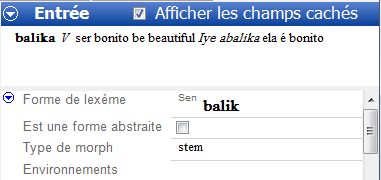 Entrée Afficher les champs cachés
balika V ser bonito be beautiful Iye abalika ela é bonito
Forme de lexème Sen balik
Est une forme abstraite
Type de morph stem
Environnements